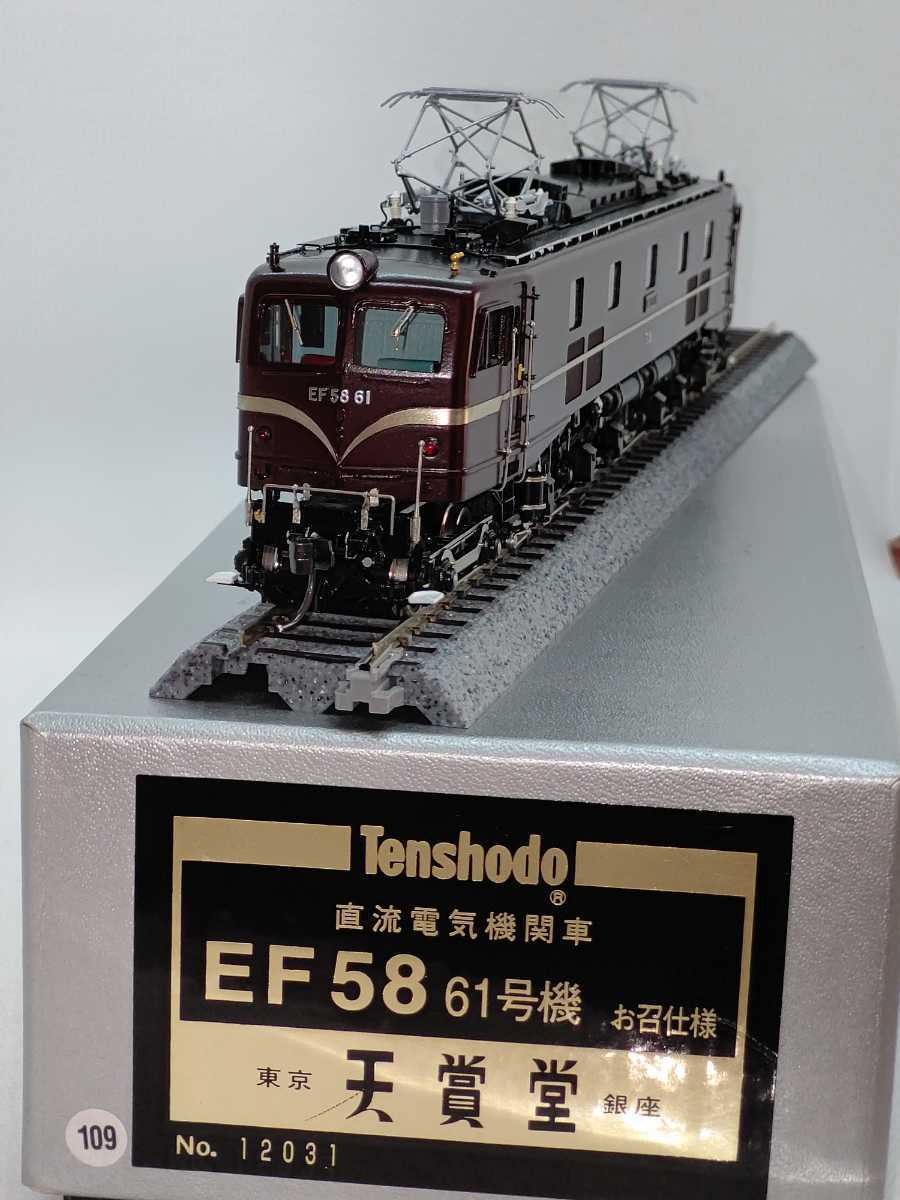 EF58 61
Tenshodo®
直流電気機関車
EF58 61号機 お召仕様
東京 天賞堂 銀座
109
No. 12031